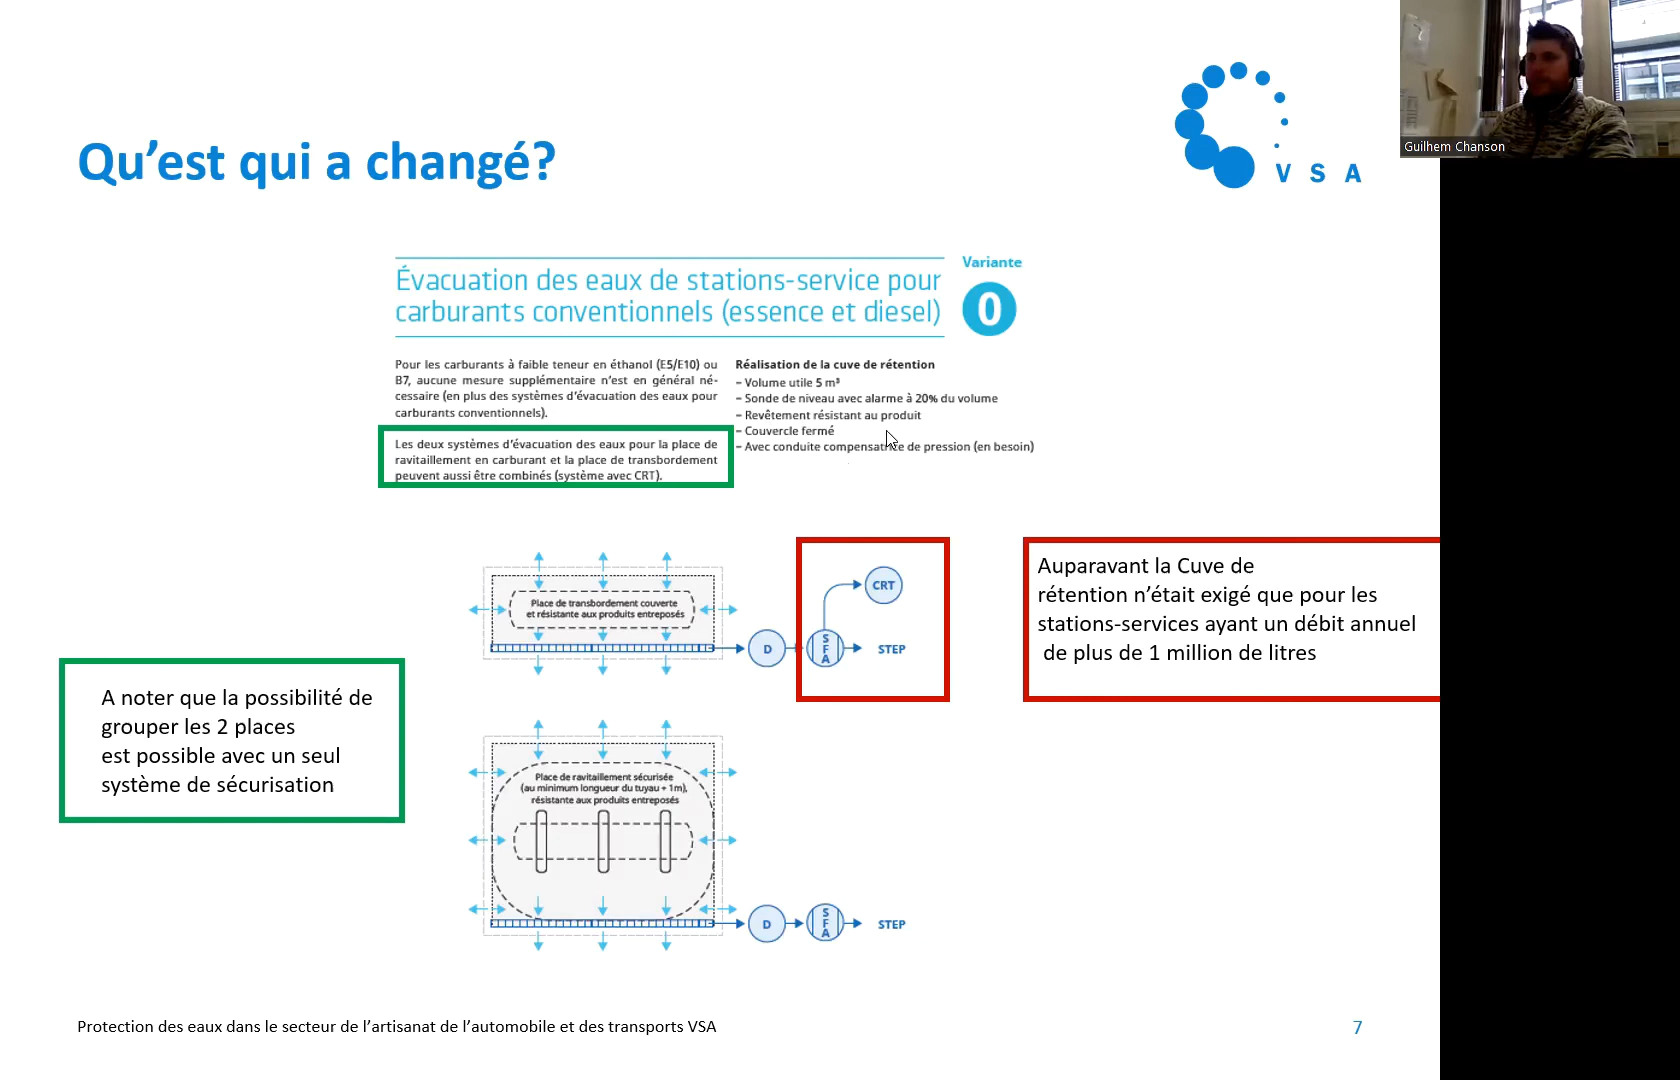 Guilhem Chanson
V S A
Qu’est qui a changé?
Évacuation des eaux de stations-service pour
carburants conventionnels (essence et diesel)
Variante
0
Pour les carburants à faible teneur en éthanol (E5/E10) ou
B7, aucune mesure supplémentaire n’est en général né-
cessaire (en plus des systèmes d’évacuation des eaux pour
carburants conventionnels).
Les deux systèmes d’évacuation des eaux pour la place de
ravitaillement en carburant et la place de transbordement
peuvent aussi être combinés (système avec CRT).
Réalisation de la cuve de rétention
– Volume utile 5 m³
– Sonde de niveau avec alarme à 20% du volume
– Revêtement résistant au produit
– Couvercle fermé
– Avec conduite compensatrice de pression (en besoin)
Place de transbordement couverte
et résistante aux produits entreposés
D
SFA
CRT
STEP
Auparavant la Cuve de
rétention n’était exigé que pour les
stations-services ayant un débit annuel
de plus de 1 million de litres
A noter que la possibilité de
grouper les 2 places
est possible avec un seul
système de sécurisation
Place de ravitaillement sécurisée
(au minimum longueur du tuyau + 1m),
résistante aux produits entreposés
D
SFA
STEP
Protection des eaux dans le secteur de l’artisanat de l’automobile et des transports VSA
7